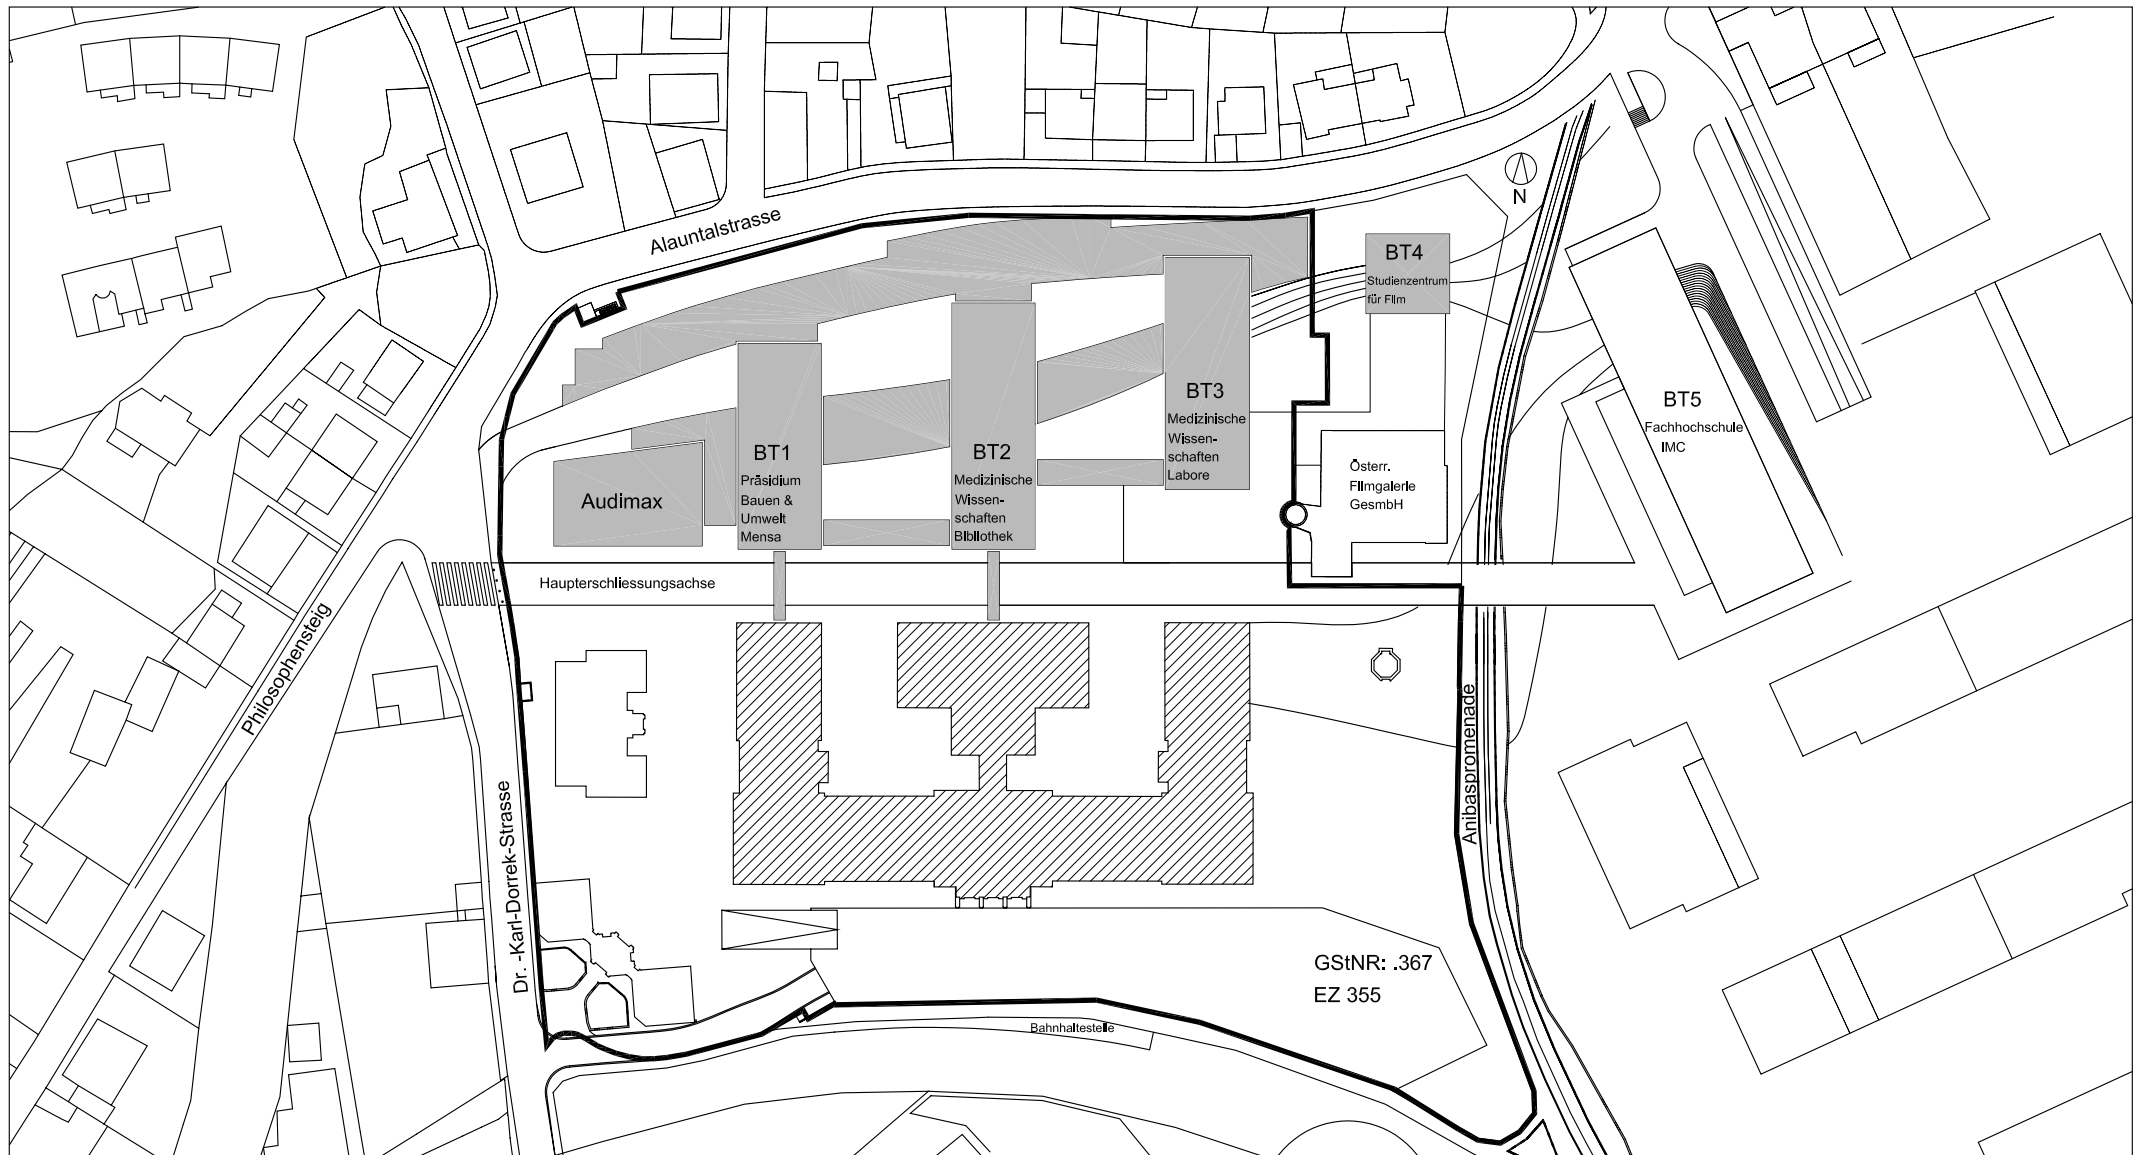 Alauntalstrasse
N
BT4
Studienzentrum
für Film
BT3
Medizinische
Wissen-
schaften
Labore
BT5
Fachhochschule
IMC
BT1
Präsidium
Bauen &
Umwelt
Mensa
BT2
Medizinische
Wissen-
schaften
Bibliothek
Österr.
Filmgalerie
GesmbH
Audimax
Haupterschliessungsachse
Philosophensteig
Dr. -Karl-Dorrek-Strasse
Anibaspromenade
GStNR: .367
EZ 355
Bahnhaltestelle